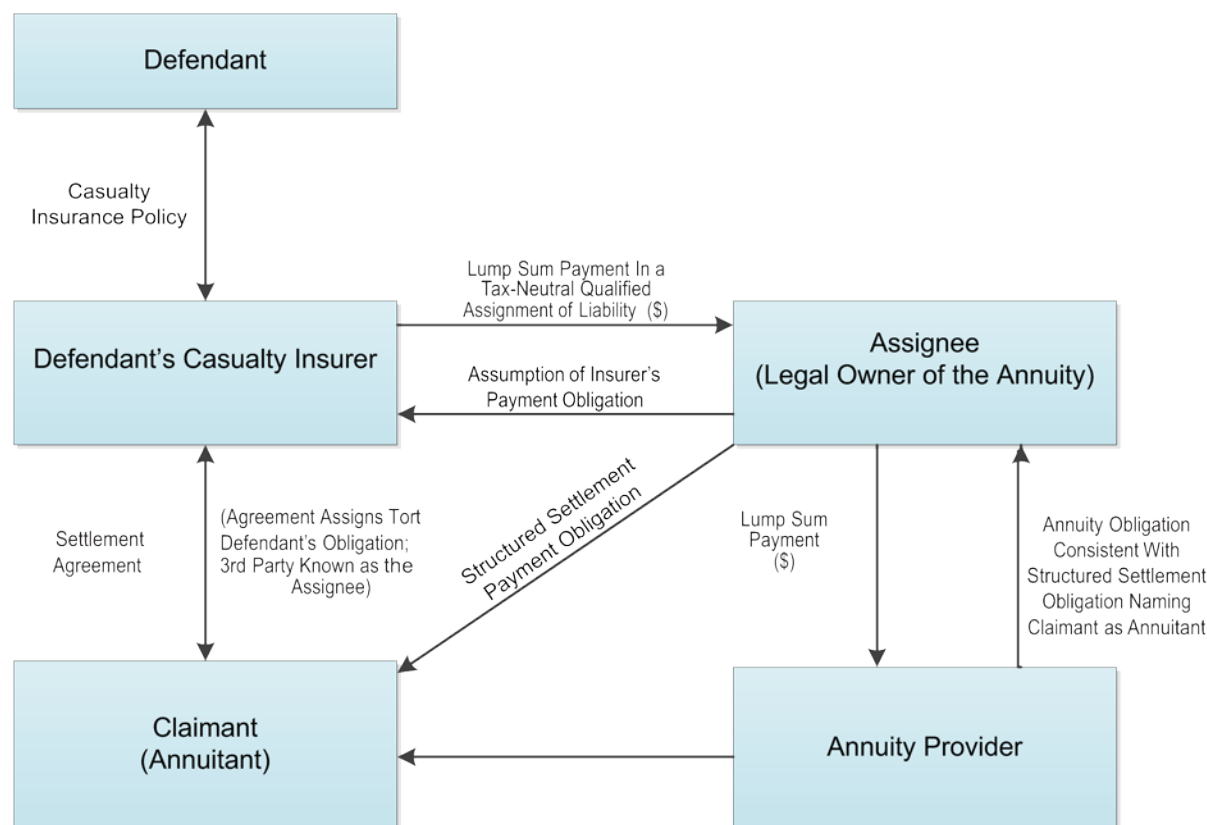 Defendant
Casualty
Insurance Policy
Lump Sum Payment In a
Tax-Neutral Qualified
Assignment of Liability ($)
Defendant's Casualty Insurer
Assignee
(Legal Owner of the Annuity)
Assumption of Insurer's
Payment Obligation
Settlement
Agreement
(Agreement Assigns Tort
Defendant's Obligation;
3rd Party Known as the
Assignee)
Structured Settlement
Payment Obligation
Lump Sum
Payment
($)
Annuity Obligation
Consistent With
Structured Settlement
Obligation Naming
Claimant as Annuitant
Claimant
(Annuitant)
Annuity Provider